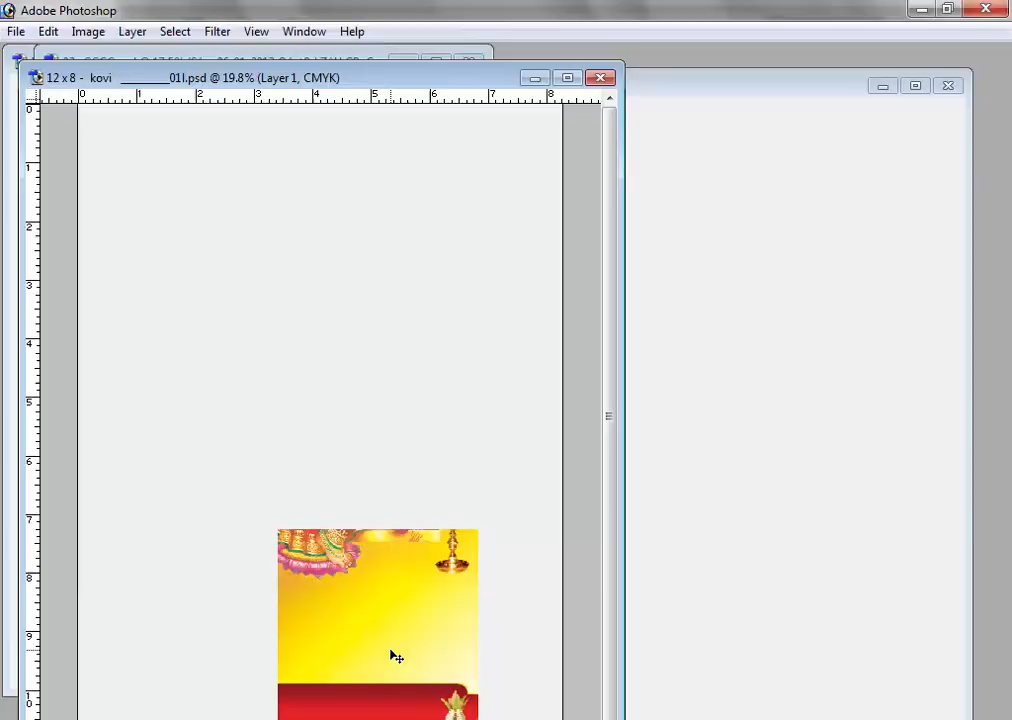 Adobe Photoshop
File Edit Image Layer Select Filter View Window Help
12 x 8 - kovi _________01l.psd @ 19.8% (Layer 1, CMYK)
0 1 2 3 4 5 6 7 8
0
1
2
3
4
5
6
7
8
9
10